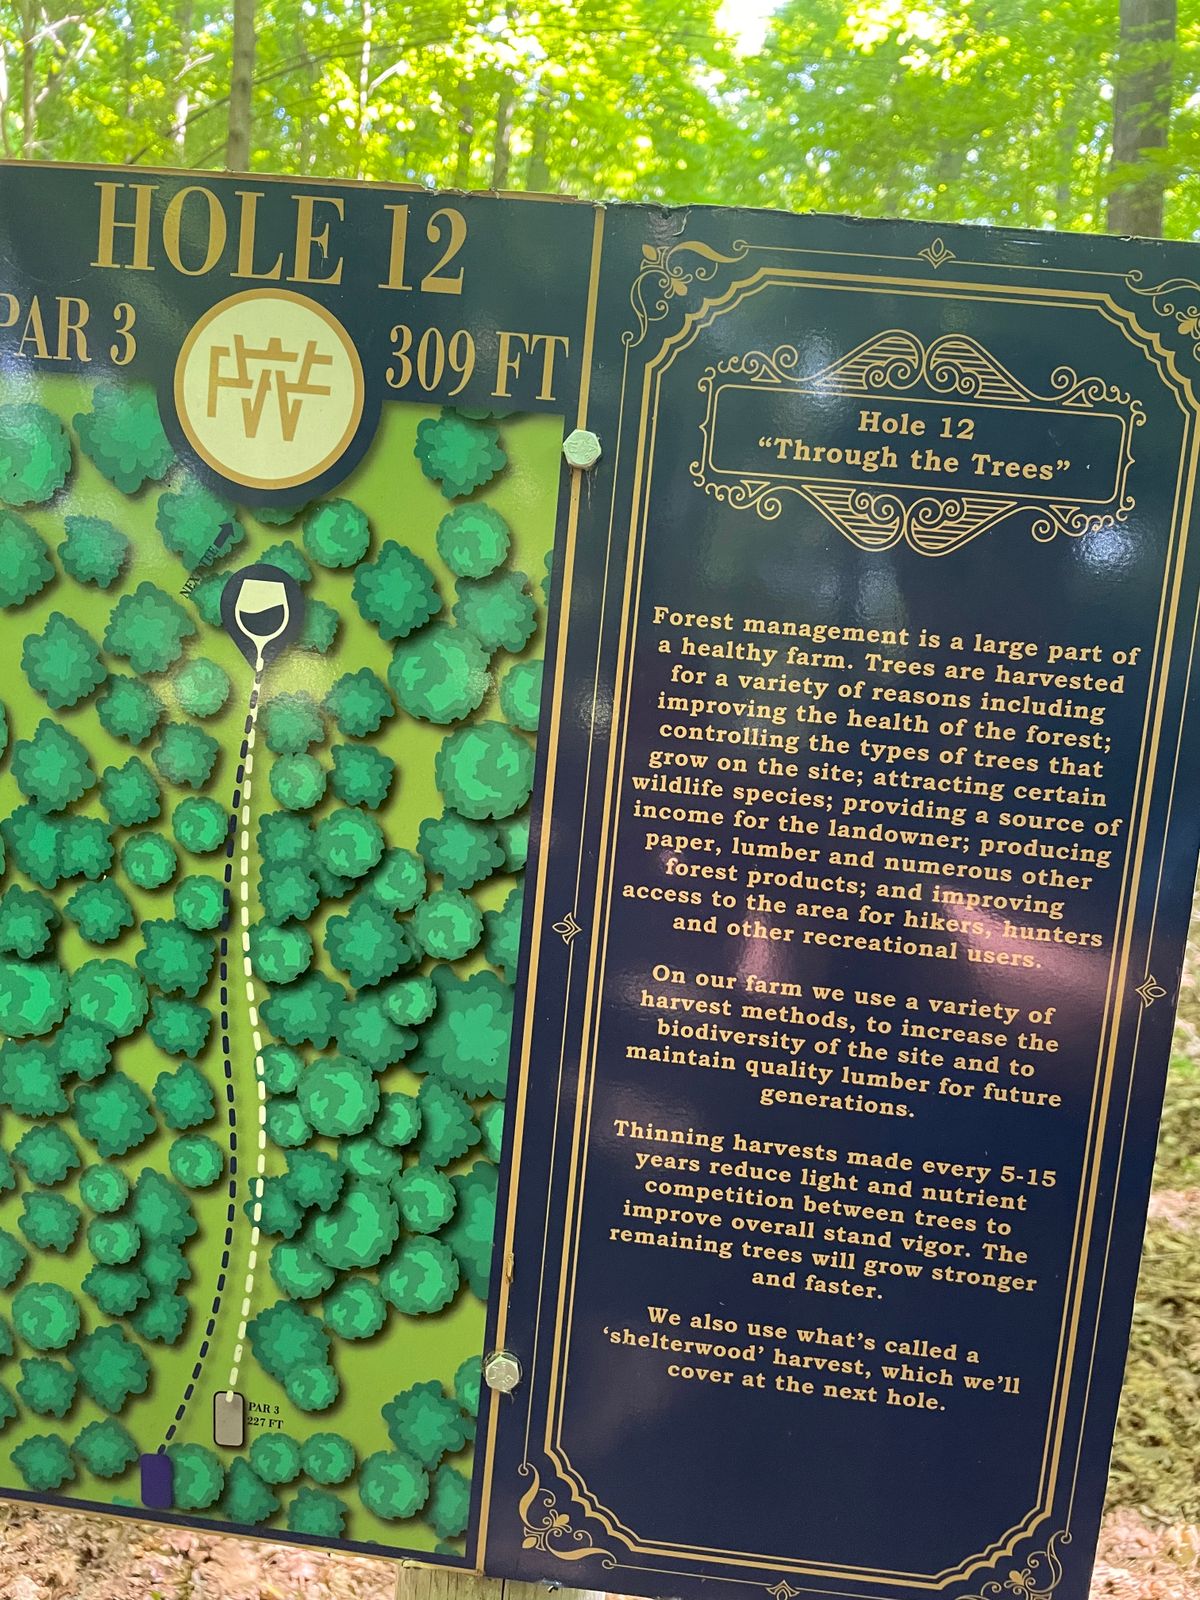 HOLE 12
PAR 3
309 FT
FWF
NEXT TEE
PAR 3
227 FT
Hole 12
“Through the Trees”
Forest management is a large part of
a healthy farm. Trees are harvested
for a variety of reasons including
improving the health of the forest;
controlling the types of trees that
grow on the site; attracting certain
wildlife species; providing a source of
income for the landowner; producing
paper, lumber and numerous other
forest products; and improving
access to the area for hikers, hunters
and other recreational users.
On our farm we use a variety of
harvest methods, to increase the
biodiversity of the site and to
maintain quality lumber for future
generations.
Thinning harvests made every 5-15
years reduce light and nutrient
competition between trees to
improve overall stand vigor. The
remaining trees will grow stronger
and faster.
We also use what’s called a
‘shelterwood’ harvest, which we’ll
cover at the next hole.